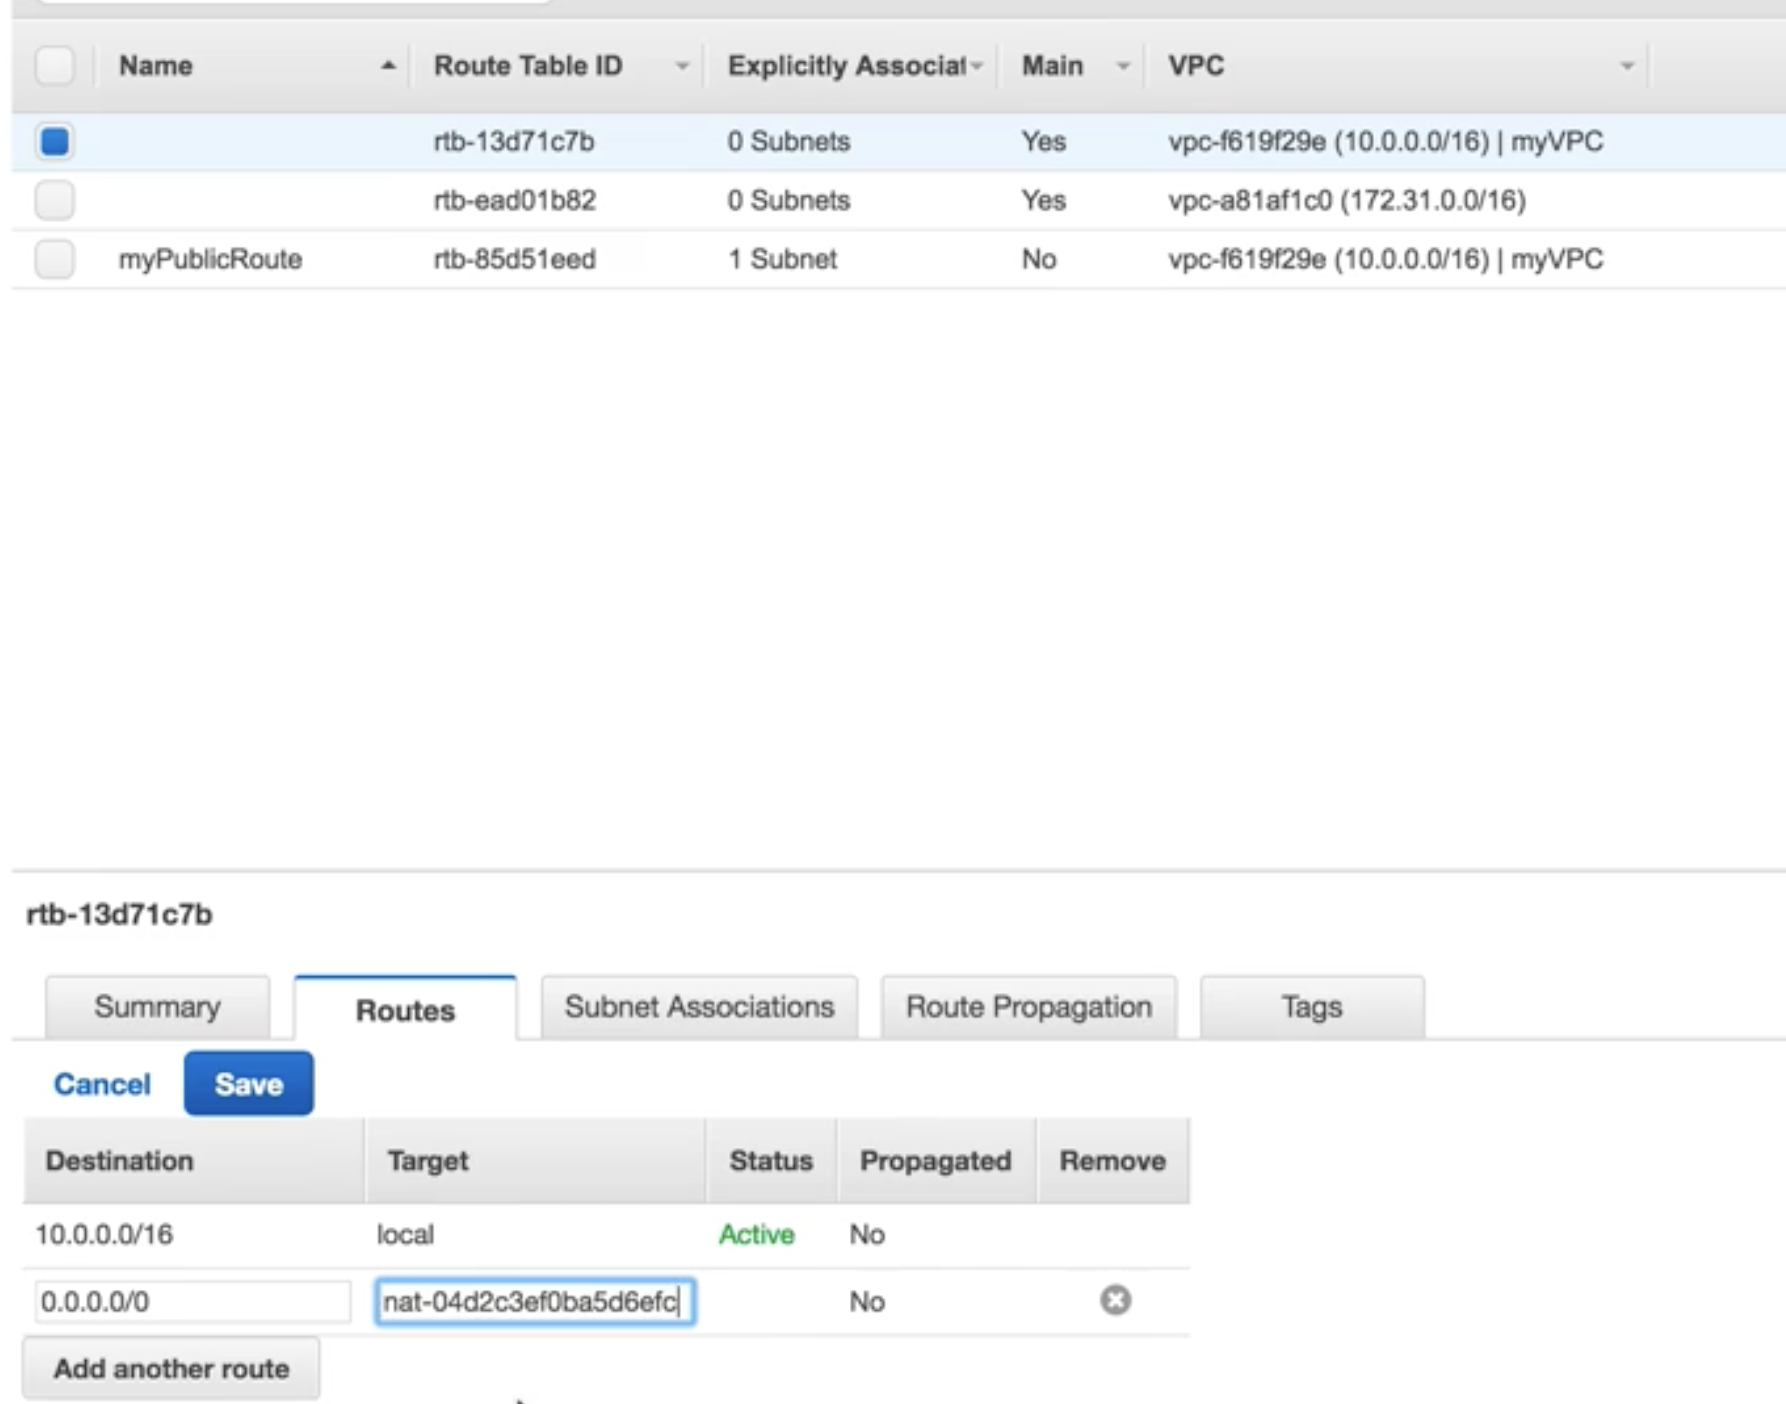 Name Route Table ID Explicitly Associat Main VPC
rtb-13d71c7b 0 Subnets Yes vpc-f619f29e (10.0.0.0/16) | myVPC
rtb-ead01b82 0 Subnets Yes vpc-a81af1c0 (172.31.0.0/16)
myPublicRoute rtb-85d51eed 1 Subnet No vpc-f619f29e (10.0.0.0/16) | myVPC
rtb-13d71c7b
Summary Routes Subnet Associations Route Propagation Tags
Cancel Save
Destination Target Status Propagated Remove
10.0.0.0/16 local Active No
0.0.0.0/0 nat-04d2c3ef0ba5d6efc No
Add another route